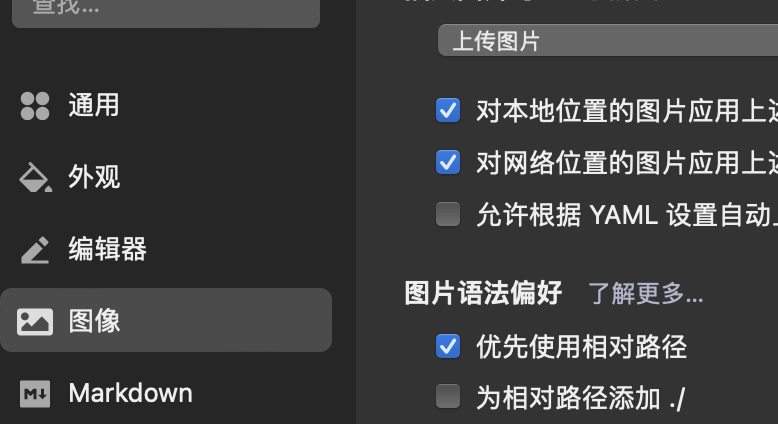 查找...
上传图片
通用
对本地位置的图片应用上
外观
对网络位置的图片应用上
允许根据 YAML 设置自动
编辑器
图片语法偏好 了解更多...
图像
优先使用相对路径
Markdown
为相对路径添加 ./